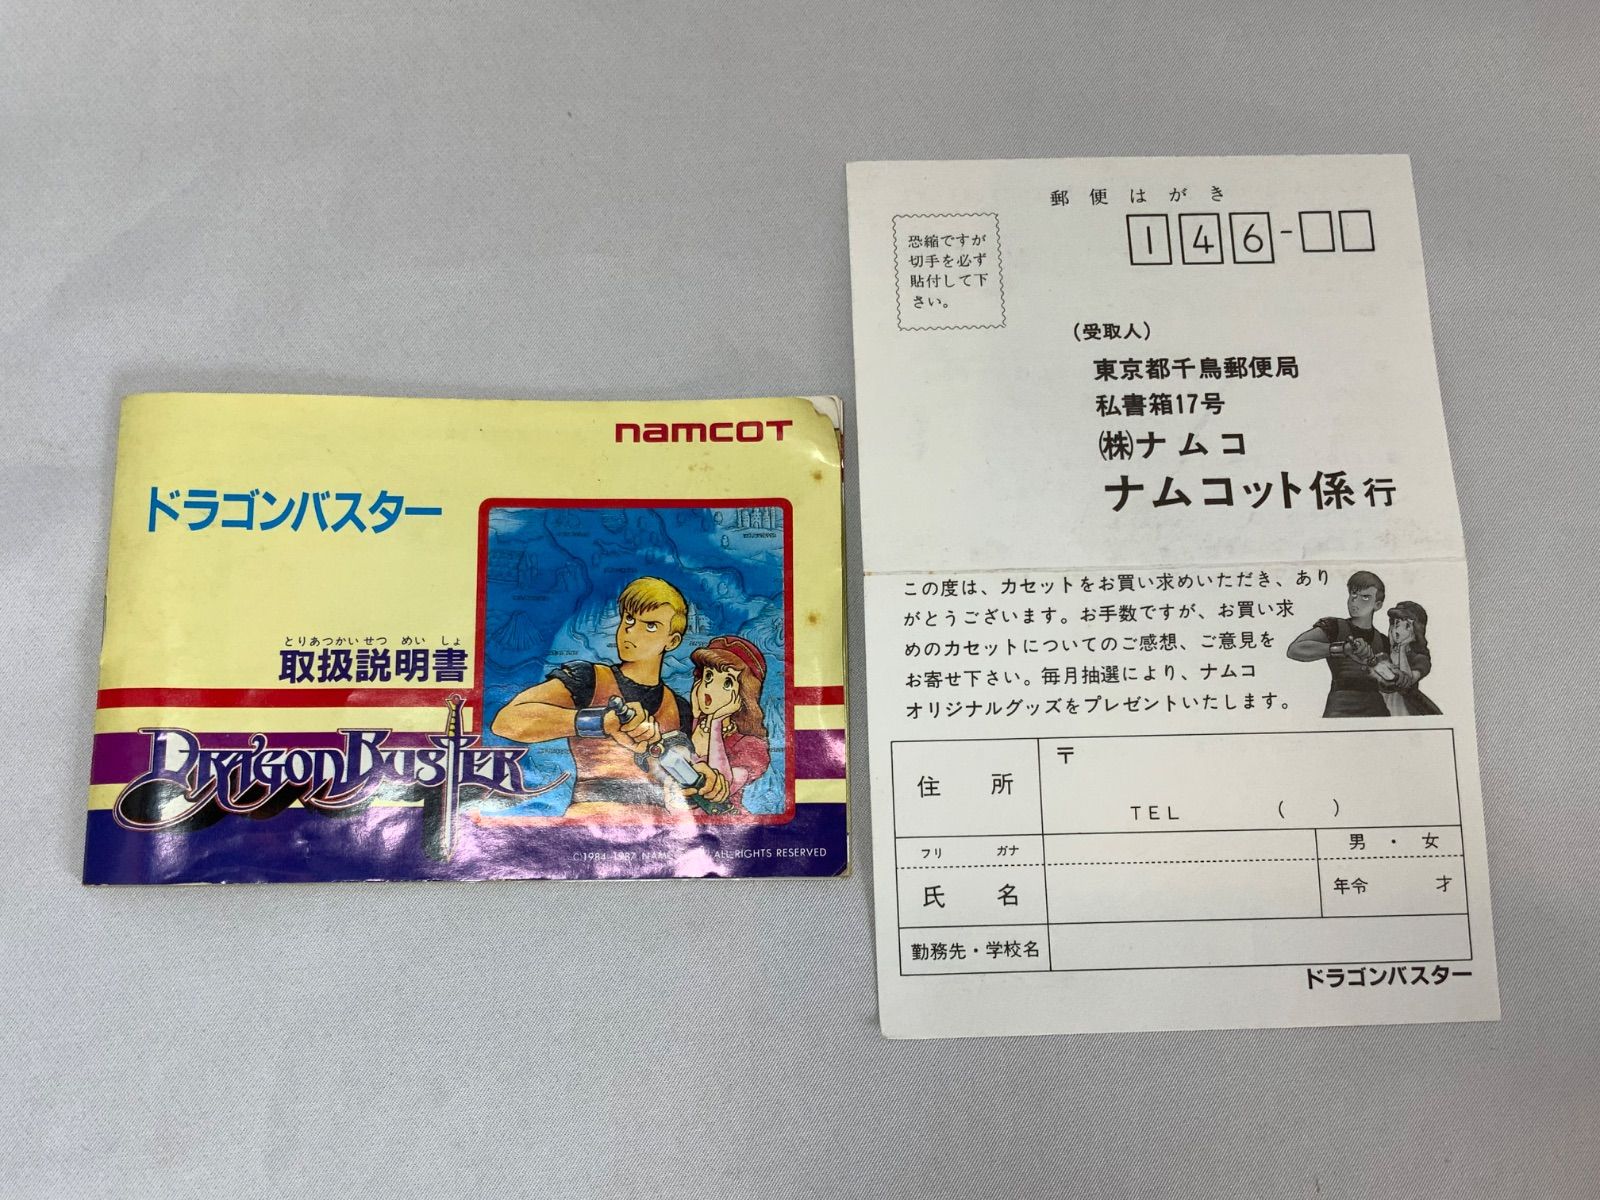 namcoT
ドラゴンバスター
とりあつかいせつ めい しょ
取扱説明書
DRAGON BUSTER
ALL RIGHTS RESERVED
郵便はがき
146-
恐縮ですが
切手を必ず
貼付して下
さい。
(受取人)
東京都千鳥郵便局
私書箱17号
㈱ナムコ
ナムコット係行
この度は、カセットをお買い求めいただき、あり
がとうございます。お手数ですが、お買い求
めのカセットについてのご感想、ご意見を
お寄せ下さい。毎月抽選により、ナムコ
オリジナルグッズをプレゼントいたします。
住所
〒
TEL ( )
フリ ガナ
男・女
氏名
年令 才
勤務先・学校名
ドラゴンバスター